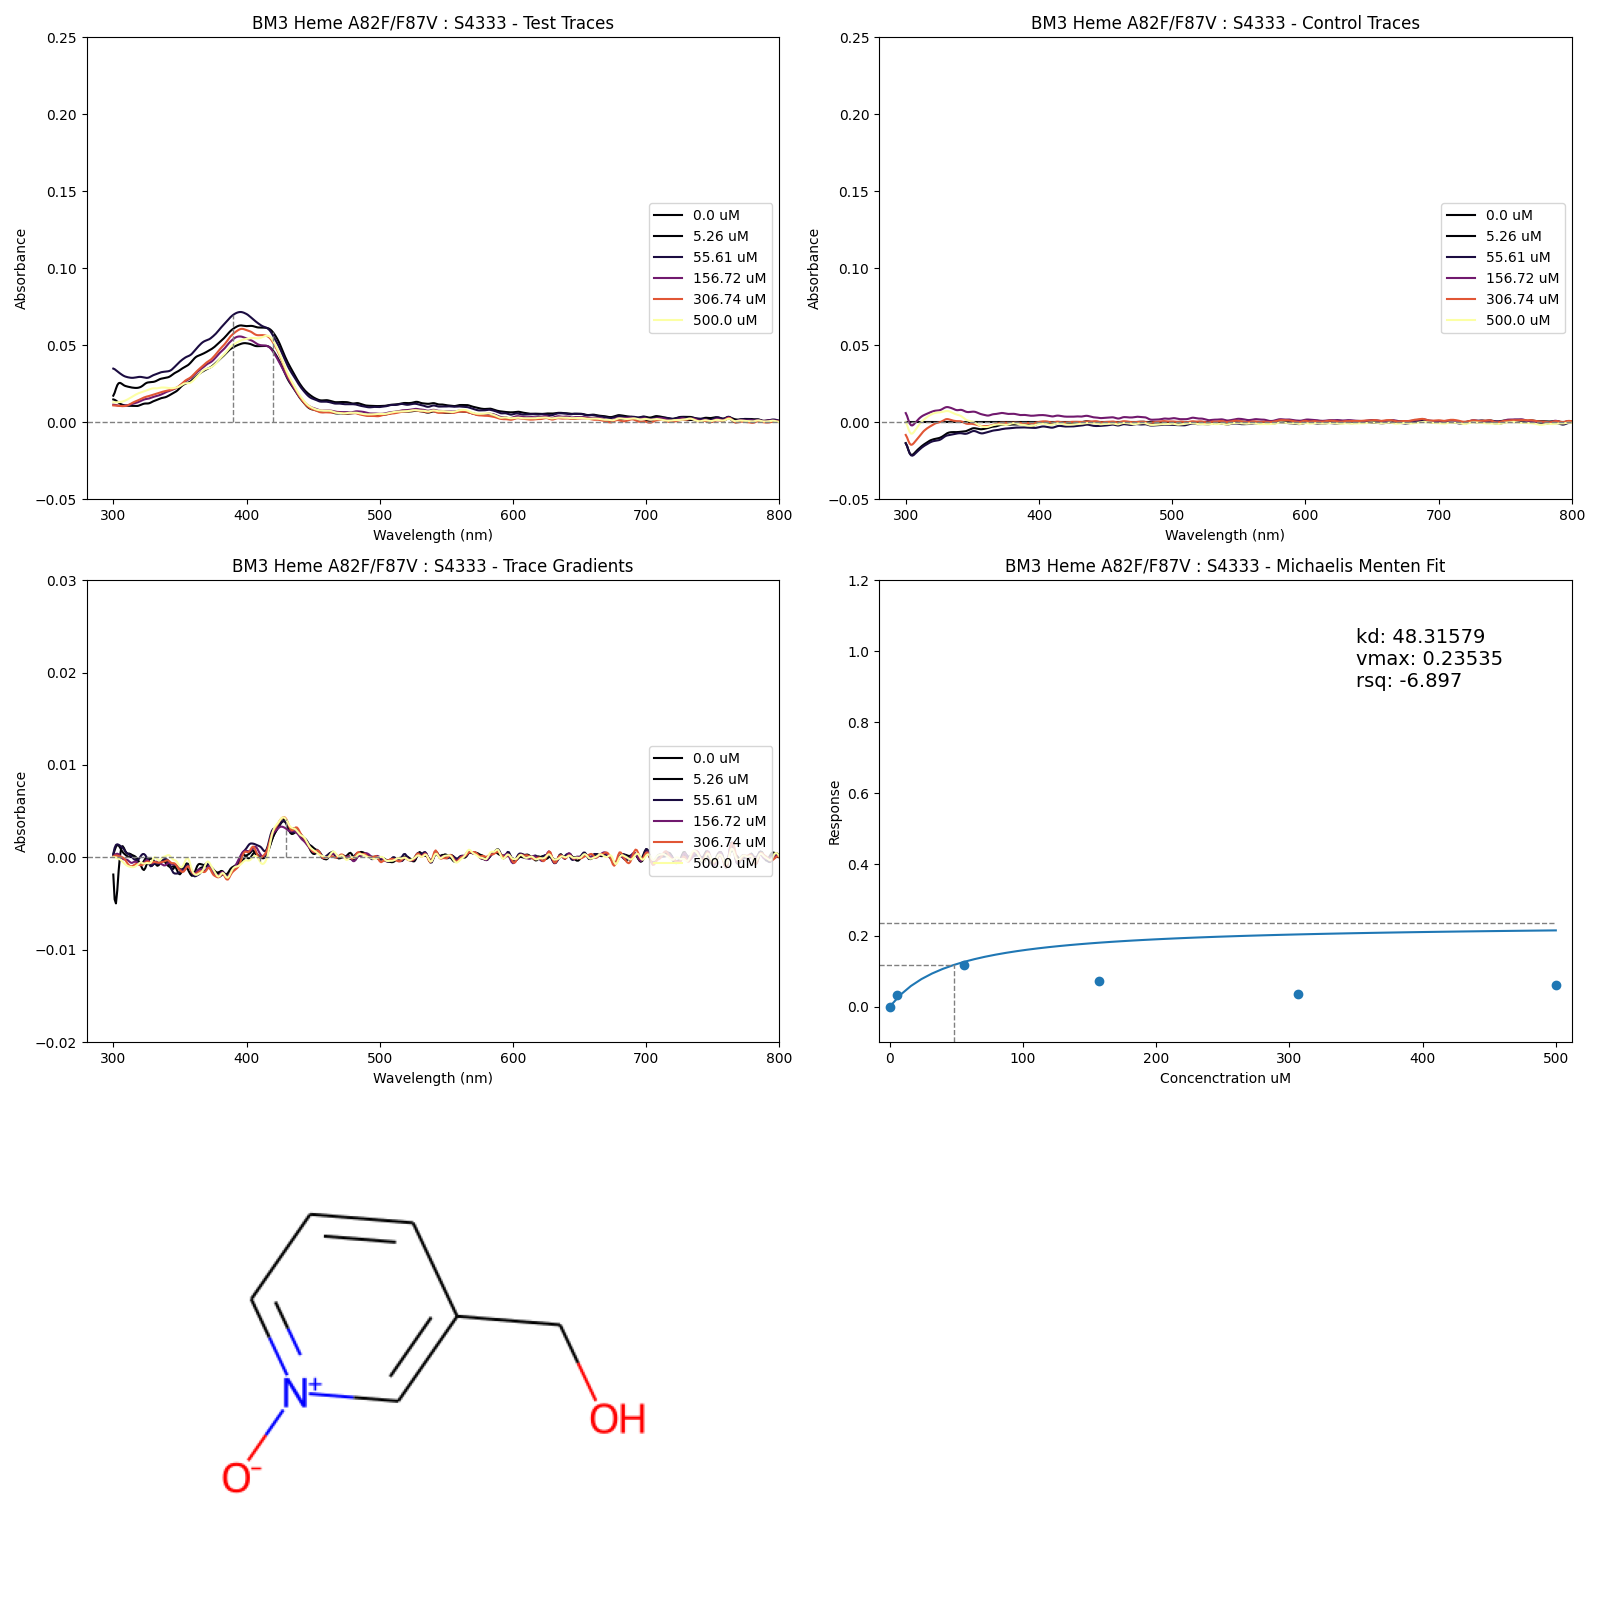 BM3 Heme A82F/F87V : S4333 - Test Traces
0.25
0.20
0.15
0.10
0.05
0.00
−0.05
Absorbance
0.0 uM
5.26 uM
55.61 uM
156.72 uM
306.74 uM
500.0 uM
300 400 500 600 700 800
Wavelength (nm)
BM3 Heme A82F/F87V : S4333 - Control Traces
0.25
0.20
0.15
0.10
0.05
0.00
−0.05
Absorbance
0.0 uM
5.26 uM
55.61 uM
156.72 uM
306.74 uM
500.0 uM
300 400 500 600 700 800
Wavelength (nm)
BM3 Heme A82F/F87V : S4333 - Trace Gradients
0.03
0.02
0.01
0.00
−0.01
−0.02
Absorbance
0.0 uM
5.26 uM
55.61 uM
156.72 uM
306.74 uM
500.0 uM
300 400 500 600 700 800
Wavelength (nm)
BM3 Heme A82F/F87V : S4333 - Michaelis Menten Fit
1.2
1.0
0.8
0.6
0.4
0.2
0.0
Response
kd: 48.31579
vmax: 0.23535
rsq: -6.897
0 100 200 300 400 500
Concenctration uM
N+
O-
OH